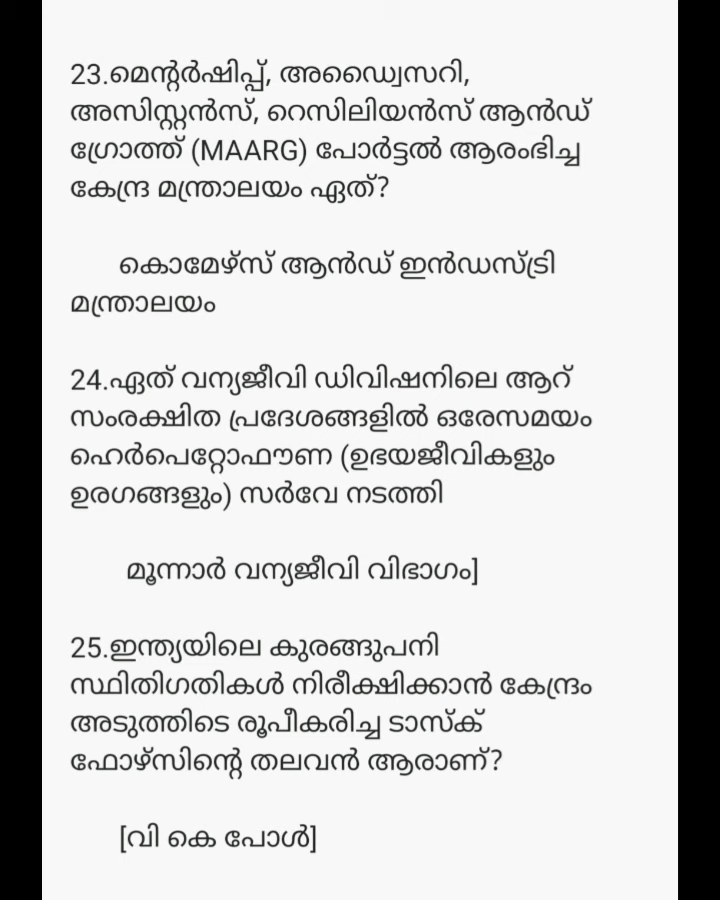 23.മെന്റർഷിപ്പ്, അഡ്വൈസറി,
അസിസ്റ്റൻസ്, റെസിലിയൻസ് ആൻഡ്
ഗ്രോത്ത് (MAARG) പോർട്ടൽ ആരംഭിച്ച
കേന്ദ്ര മന്ത്രാലയം ഏത്?
കൊമേഴ്സ് ആൻഡ് ഇൻഡസ്ട്രി
മന്ത്രാലയം
24.ഏത് വന്യജീവി ഡിവിഷനിലെ ആറ്
സംരക്ഷിത പ്രദേശങ്ങളിൽ ഒരേസമയം
ഹെർപെറ്റോഫൗണ (ഉഭയജീവികളും
ഉരഗങ്ങളും) സർവേ നടത്തി
മൂന്നാർ വന്യജീവി വിഭാഗം]
25.ഇന്ത്യയിലെ കുരങ്ങുപനി
സ്ഥിതിഗതികൾ നിരീക്ഷിക്കാൻ കേന്ദ്രം
അടുത്തിടെ രൂപീകരിച്ച ടാസ്ക്
ഫോഴ്സിന്റെ തലവൻ ആരാണ്?
[വി കെ പോൾ]